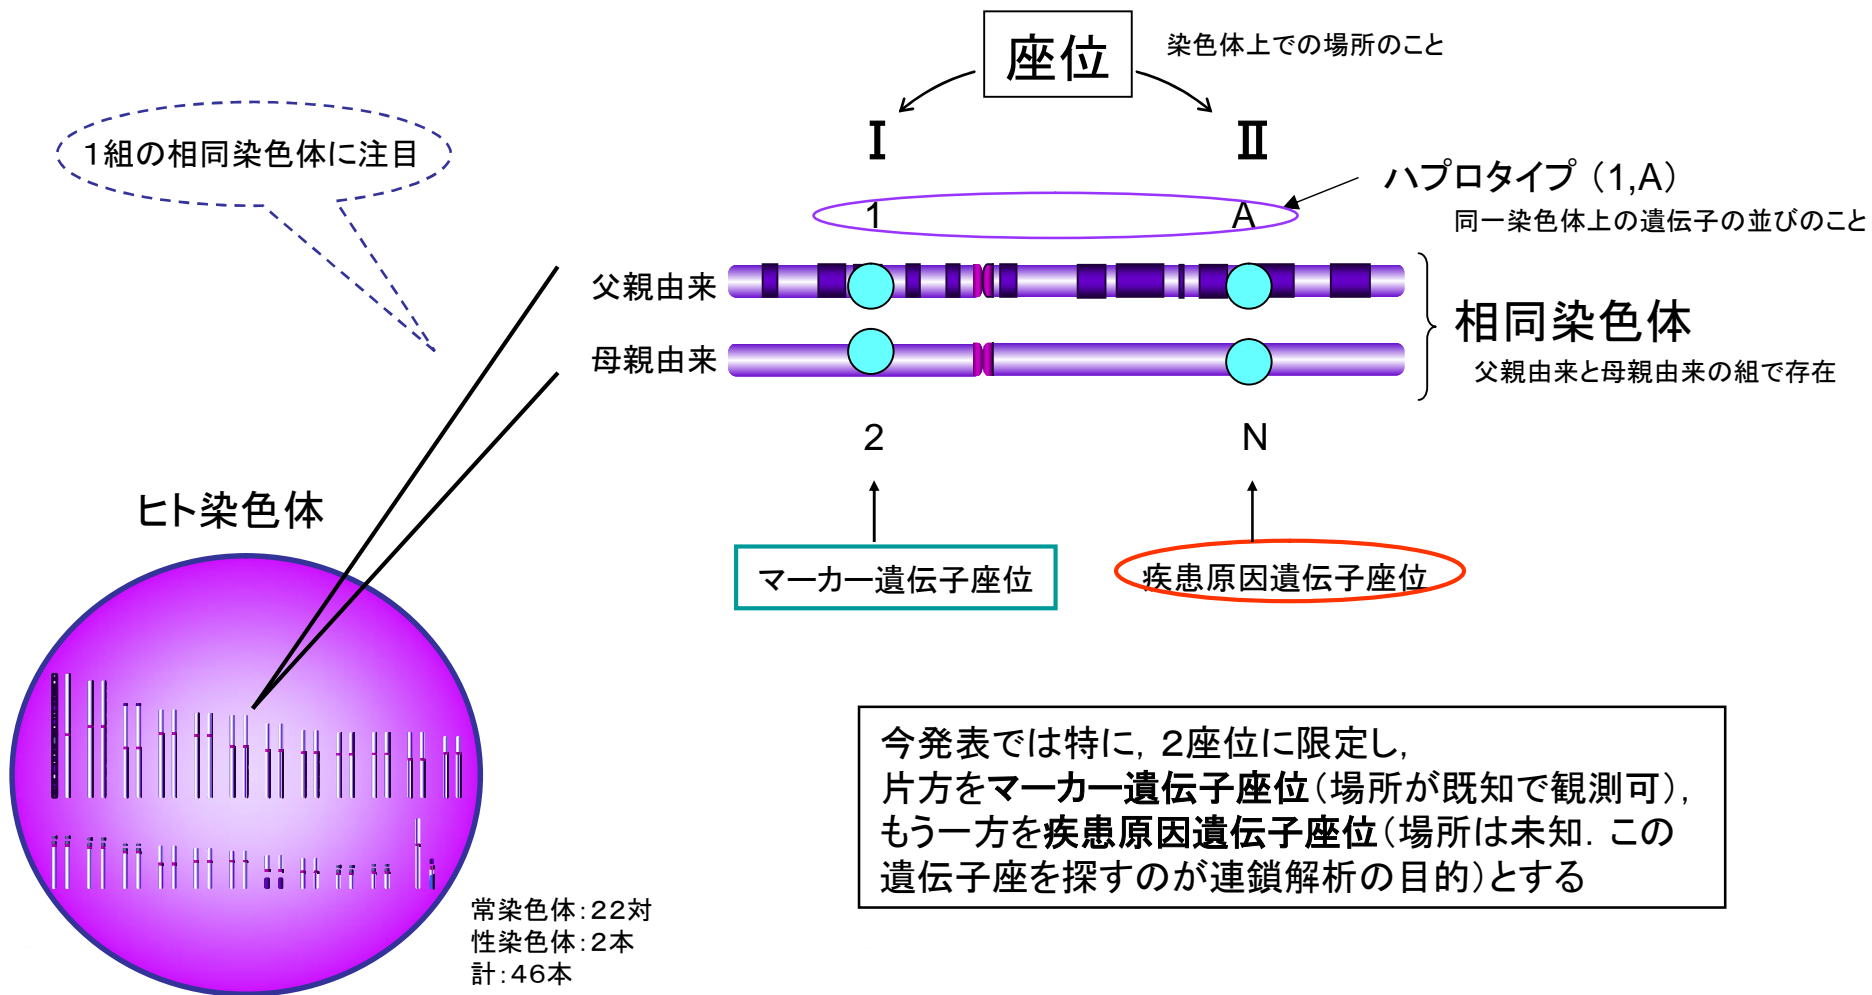 座位
染色体上での場所のこと
1組の相同染色体に注目
Ⅰ
Ⅱ
ハプロタイプ（1,A）
同一染色体上の遺伝子の並びのこと
1
A
父親由来
母親由来
相同染色体
父親由来と母親由来の組で存在
2
N
ヒト染色体
マーカー遺伝子座位
疾患原因遺伝子座位
今発表では特に，2座位に限定し，
片方をマーカー遺伝子座位（場所が既知で観測可），
もう一方を疾患原因遺伝子座位（場所は未知．この
遺伝子座を探すのが連鎖解析の目的）とする
常染色体：22対
性染色体：2本
計：46本